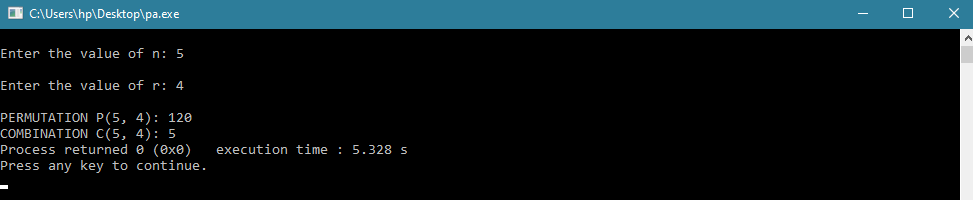 C:\Users\hp\Desktop\pa.exe
Enter the value of n: 5
Enter the value of r: 4
PERMUTATION P(5, 4): 120
COMBINATION C(5, 4): 5
Process returned 0 (0x0)   execution time : 5.328 s
Press any key to continue.